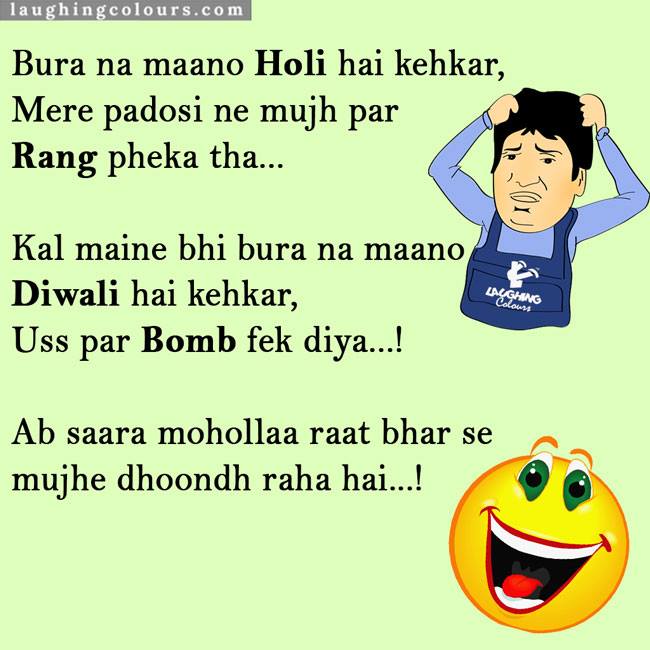 laughingcolours.com
Bura na maano Holi hai kehkar,
Mere padosi ne mujh par
Rang pheka tha...
Kal maine bhi bura na maano
Diwali hai kehkar,
Uss par Bomb fek diya...!
LAUGHING
Colours
Ab saara mohollaa raat bhar se
mujhe dhoondh raha hai...!